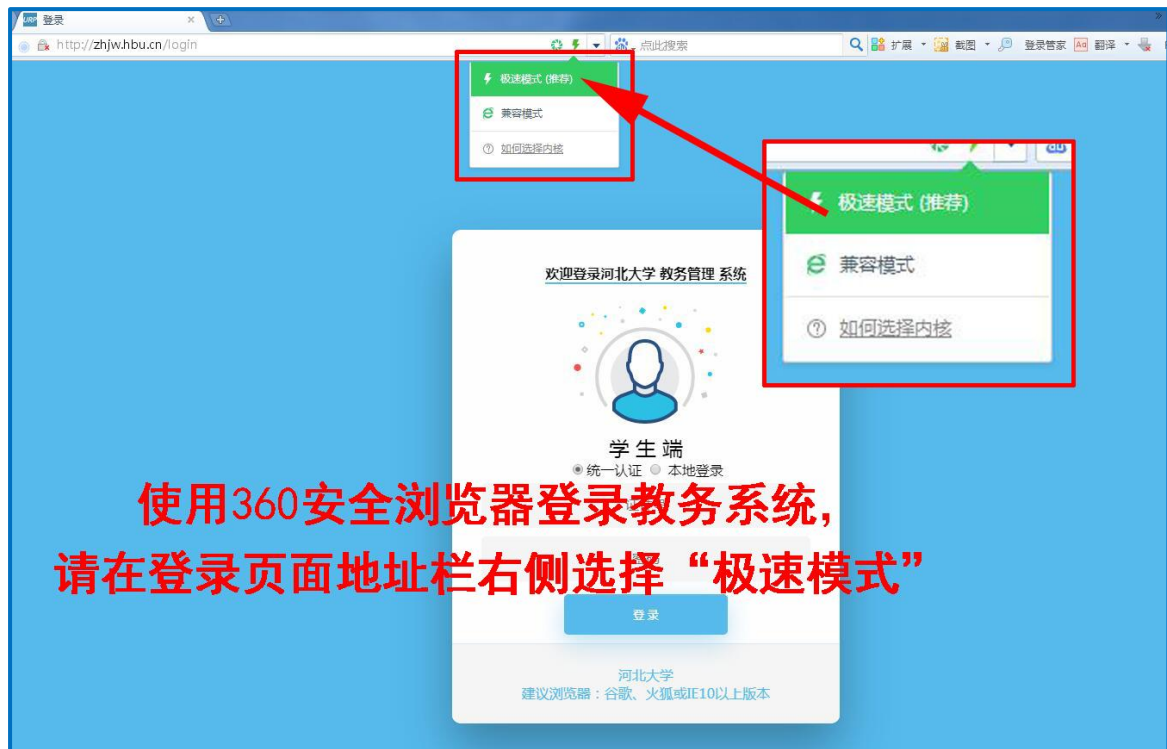 URP 登录
http://zhjw.hbu.cn/login
点此搜索
扩展
截图
登录管家
翻译
极速模式 (推荐)
兼容模式
如何选择内核
极速模式 (推荐)
兼容模式
如何选择内核
欢迎登录河北大学 教务管理 系统
学生端
统一认证 本地登录
使用360安全浏览器登录教务系统，
请在登录页面地址栏右侧选择“极速模式”
登录
河北大学
建议浏览器：谷歌、火狐或IE10以上版本